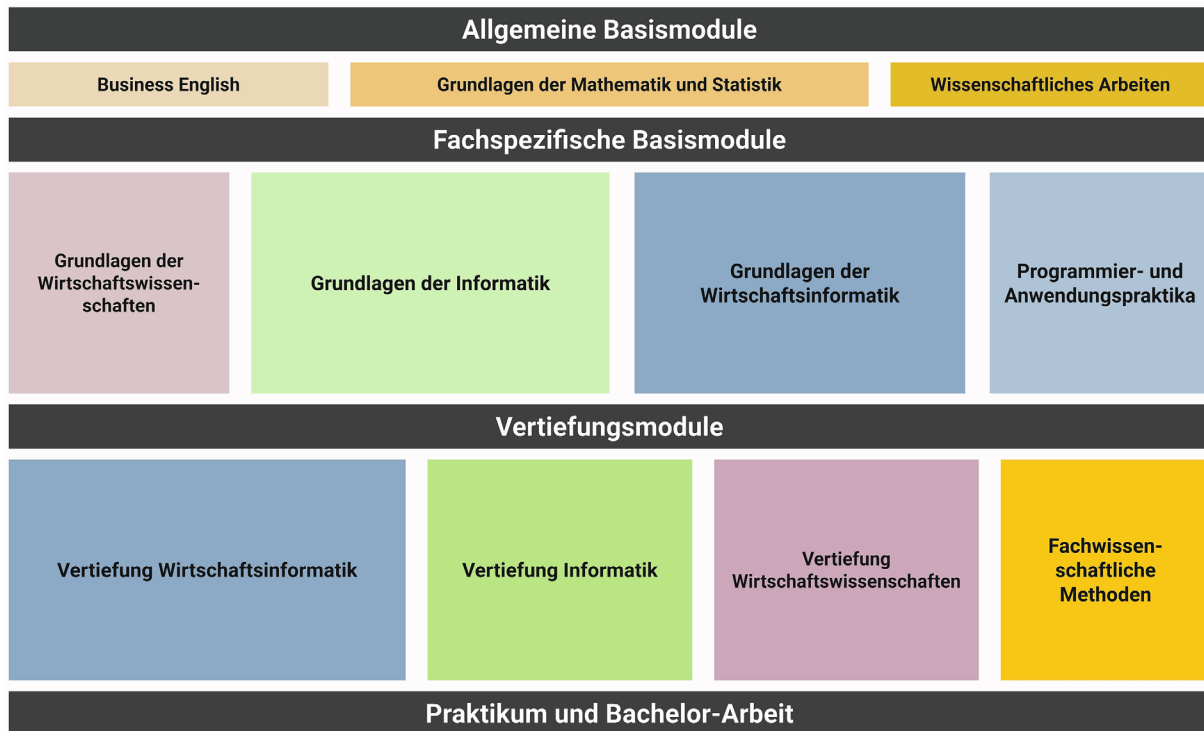 Allgemeine Basismodule
Business English
Grundlagen der Mathematik und Statistik
Wissenschaftliches Arbeiten
Fachspezifische Basismodule
Grundlagen der
Wirtschaftswissen-
schaften
Grundlagen der Informatik
Grundlagen der
Wirtschaftsinformatik
Programmier- und
Anwendungspraktika
Vertiefungsmodule
Vertiefung Wirtschaftsinformatik
Vertiefung Informatik
Vertiefung
Wirtschaftswissenschaften
Fachwissen-
schaftliche
Methoden
Praktikum und Bachelor-Arbeit